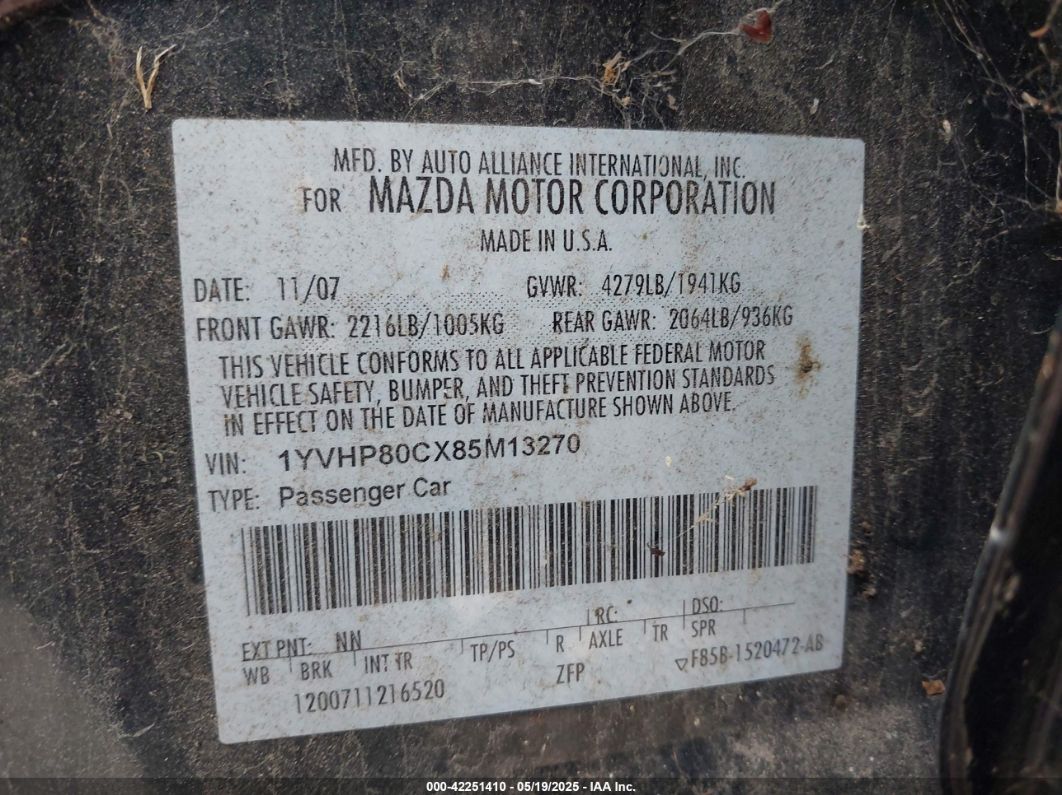 MFD. BY AUTO ALLIANCE INTERNATIONAL, INC.
FOR MAZDA MOTOR CORPORATION
MADE IN U.S.A.
DATE: 11/07 GVWR: 4279LB/1941KG
FRONT GAWR: 2216LB/1005KG REAR GAWR: 2064LB/936KG
THIS VEHICLE CONFORMS TO ALL APPLICABLE FEDERAL MOTOR
VEHICLE SAFETY, BUMPER, AND THEFT PREVENTION STANDARDS
IN EFFECT ON THE DATE OF MANUFACTURE SHOWN ABOVE.
VIN: 1YVHP80CX85M13270
TYPE: Passenger Car
EXT PNT: NN RC: DSO:
WB BRK INT TR TP/PS R AXLE TR SPR
1200711216520 ZFP F85B-1520472-AB
000-42251410 - 05/19/2025 - IAA Inc.